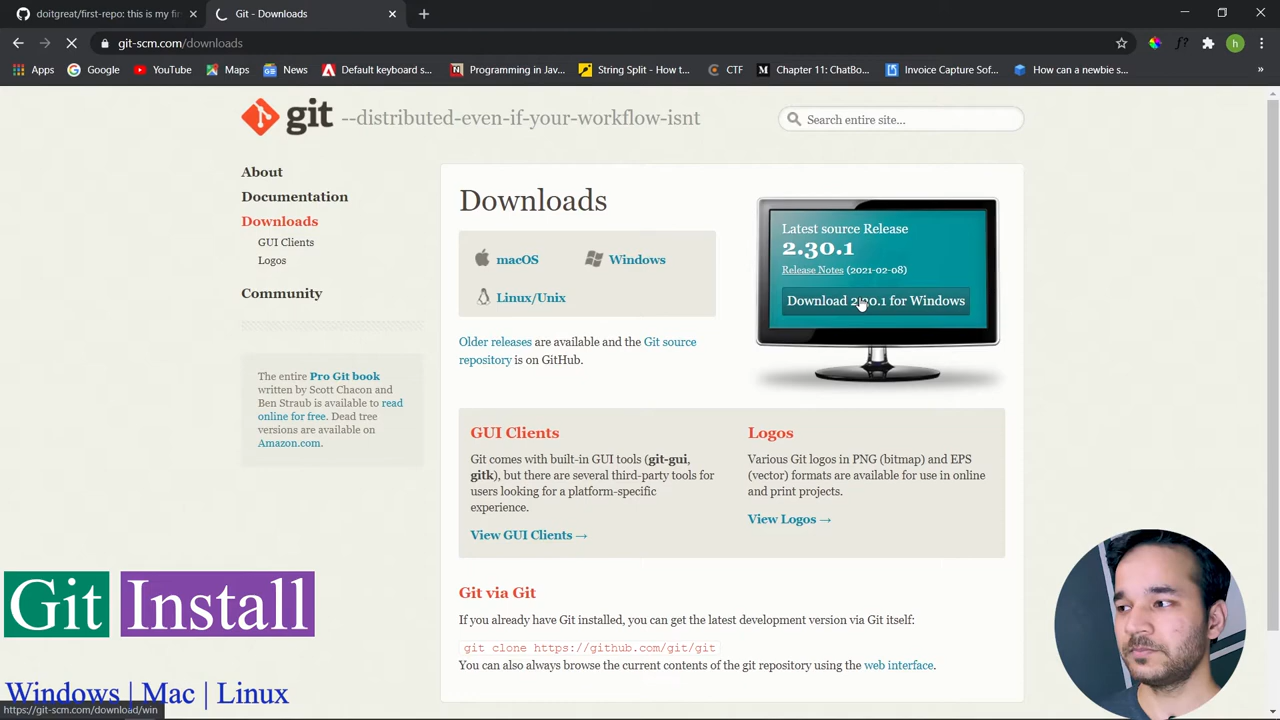 doitgreat/first-repo: this is my fir
Git - Downloads
git-scm.com/downloads
h
f?
Apps
Google
YouTube
Maps
News
Default keyboard s...
Programming in Jav...
String Split - How t...
CTF
Chapter 11: ChatBo...
Invoice Capture Sof...
How can a newbie s...
»
git --distributed-even-if-your-workflow-isnt
Search entire site...
About
Documentation
Downloads
GUI Clients
Logos
Community
The entire Pro Git book
written by Scott Chacon and
Ben Straub is available to read
online for free. Dead tree
versions are available on
Amazon.com.
Downloads
macOS
Windows
Linux/Unix
Older releases are available and the Git source
repository is on GitHub.
Latest source Release
2.30.1
Release Notes (2021-02-08)
Download 2.30.1 for Windows
GUI Clients
Git comes with built-in GUI tools (git-gui,
gitk), but there are several third-party tools for
users looking for a platform-specific
experience.
View GUI Clients →
Logos
Various Git logos in PNG (bitmap) and EPS
(vector) formats are available for use in online
and print projects.
View Logos →
Git via Git
If you already have Git installed, you can get the latest development version via Git itself:
git clone https://github.com/git/git
You can also always browse the current contents of the git repository using the web interface.
Git Install
Windows | Mac | Linux
https://git-scm.com/download/win